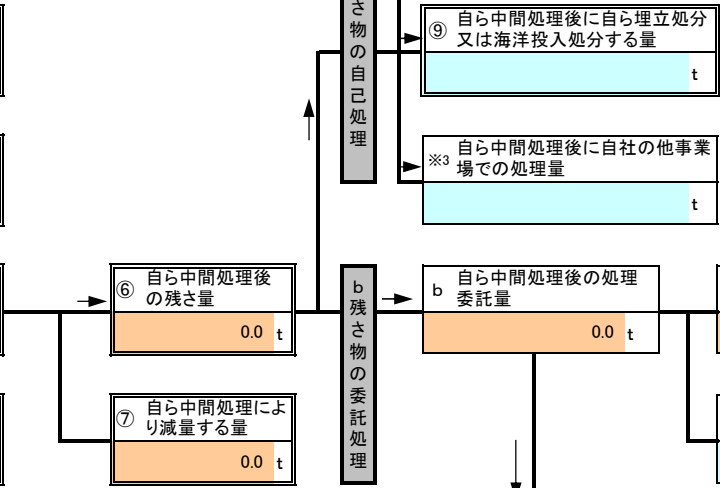 さ物の自己処理
⑨ 自ら中間処理後に自ら埋立処分
又は海洋投入処分する量
t
※3 自ら中間処理後に自社の他事業
場での処理量
t
⑥ 自ら中間処理後
の残さ量
0.0 t
b残さ物の委託処理
b 自ら中間処理後の処理
委託量
0.0 t
⑦ 自ら中間処理によ
り減量する量
0.0 t